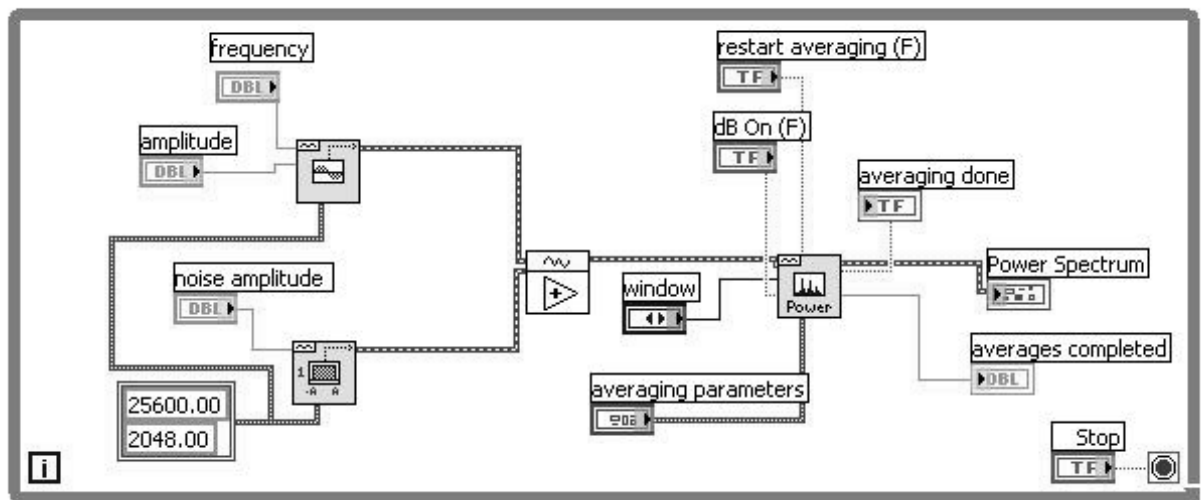 frequency
DBL
amplitude
DBL
noise amplitude
DBL
1
-A A
25600.00
2048.00
i
restart averaging (F)
TF
dB On (F)
TF
averaging done
TF
window
Power
Power Spectrum
averages completed
DBL
averaging parameters
Stop
TF